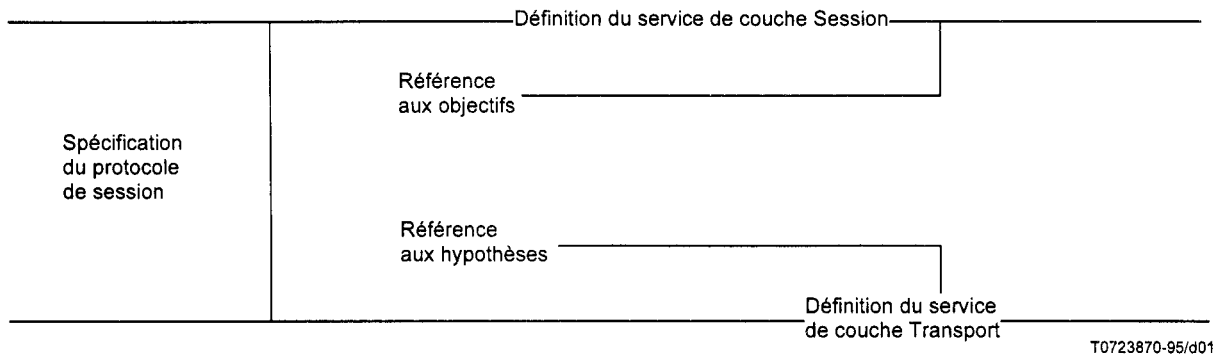 Définition du service de couche Session
Référence
aux objectifs
Spécification
du protocole
de session
Référence
aux hypothèses
Définition du service
de couche Transport
T0723870-95/d01